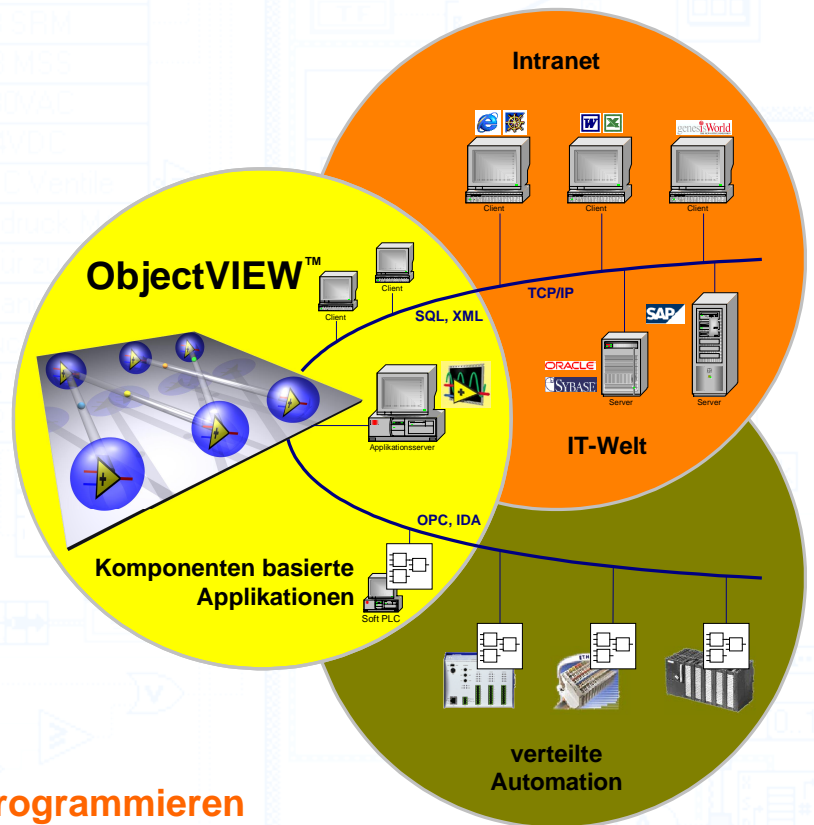 Intranet
genesisWorld
Client
Client
Client
ObjectVIEW™
Client
Client
TCP/IP
SQL, XML
SAP
ORACLE
SYBASE
Server
Server
Applikationsserver
IT-Welt
OPC, IDA
Komponenten basierte
Applikationen
Soft PLC
verteilte
Automation
rogrammieren